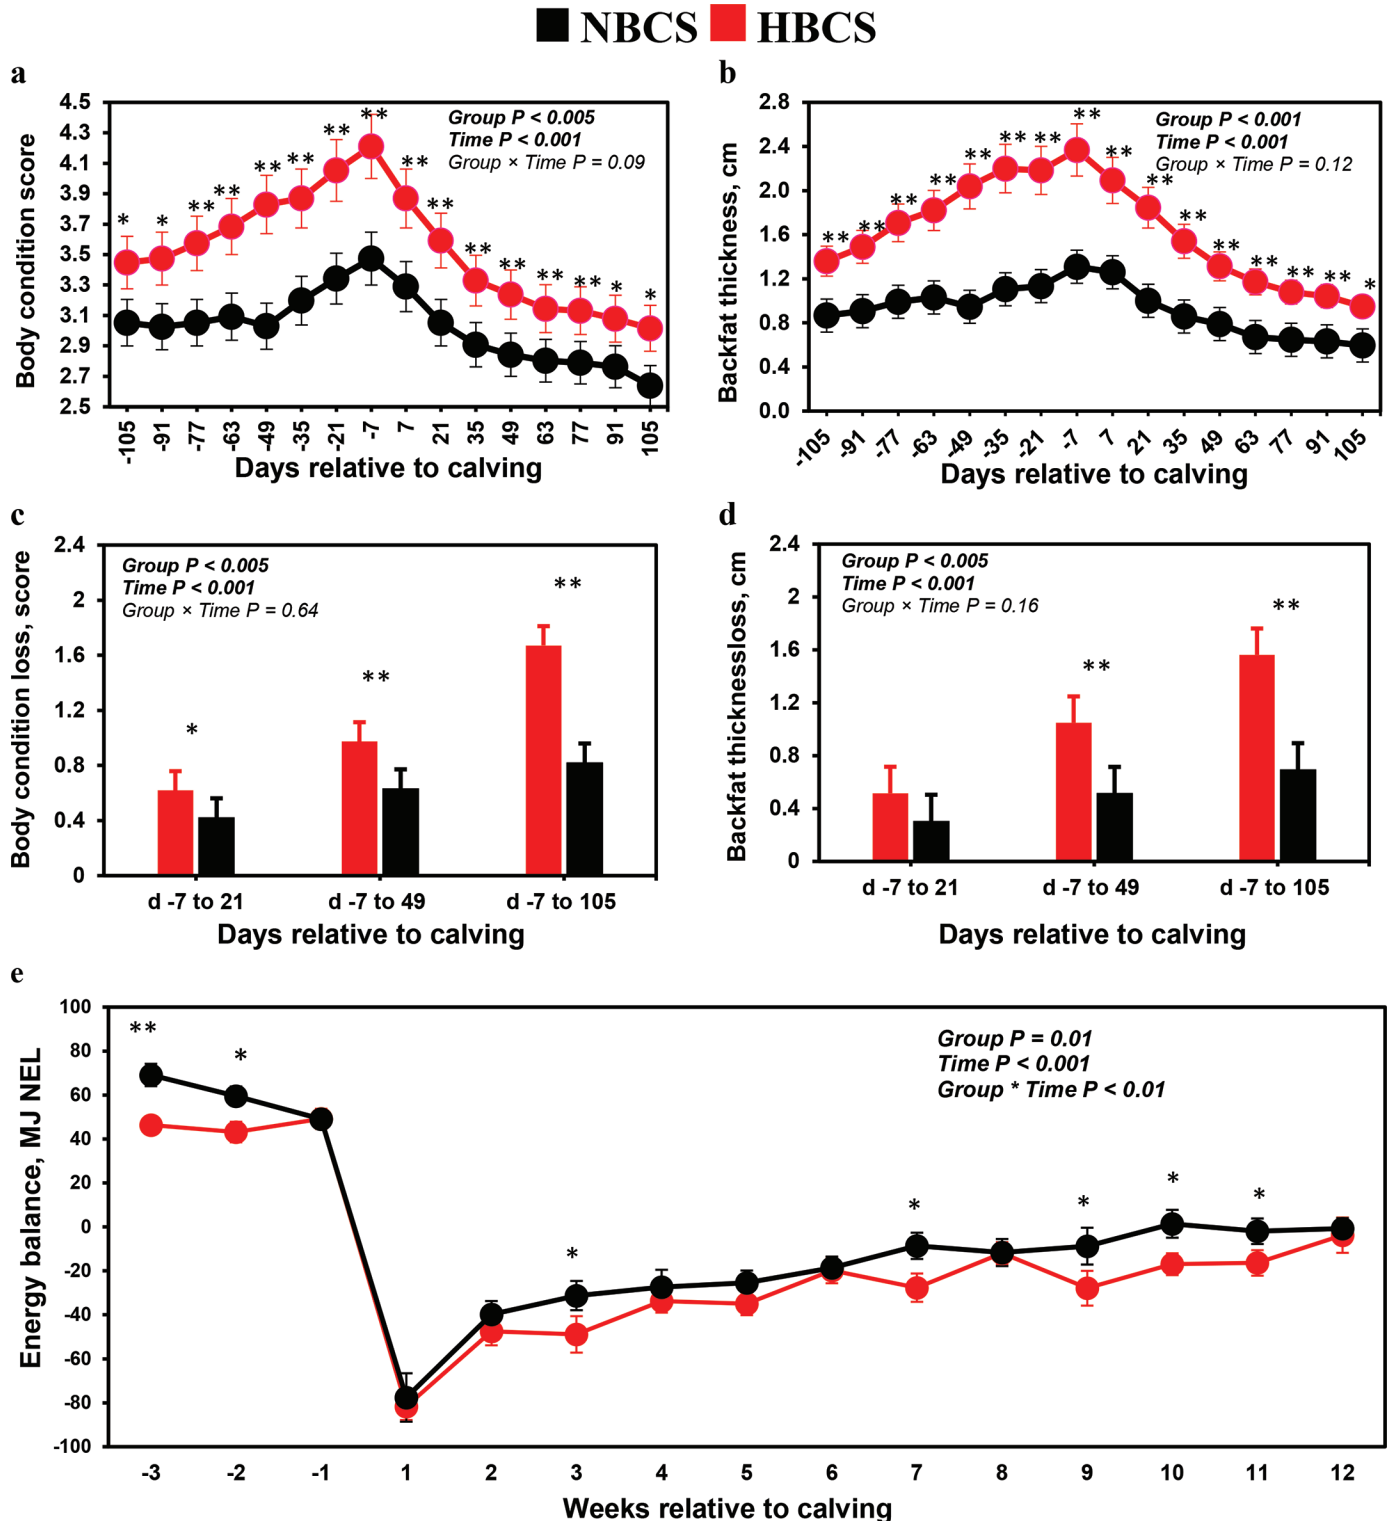 NBCS HBCS
a
Body condition score
4.5
4.3
4.1
3.9
3.7
3.5
3.3
3.1
2.9
2.7
2.5
Group P < 0.005
Time P < 0.001
Group × Time P = 0.09
* * ** ** ** ** ** ** ** ** ** ** ** ** * *
-105 -91 -77 -63 -49 -35 -21 -7 7 21 35 49 63 77 91 105
Days relative to calving
b
Backfat thickness, cm
2.8
2.4
2.0
1.6
1.2
0.8
0.4
0.0
Group P < 0.001
Time P < 0.001
Group × Time P = 0.12
** ** ** ** ** ** ** ** ** ** ** ** ** ** ** *
-105 -91 -77 -63 -49 -35 -21 -7 7 21 35 49 63 77 91 105
Days relative to calving
c
Body condition loss, score
2.4
2
1.6
1.2
0.8
0.4
0
Group P < 0.005
Time P < 0.001
Group × Time P = 0.64
* ** **
d -7 to 21 d -7 to 49 d -7 to 105
Days relative to calving
d
Backfat thicknessloss, cm
2.4
2
1.6
1.2
0.8
0.4
0
Group P < 0.005
Time P < 0.001
Group × Time P = 0.16
** **
d -7 to 21 d -7 to 49 d -7 to 105
Days relative to calving
e
Energy balance, MJ NEL
100
80
60
40
20
0
-20
-40
-60
-80
-100
Group P = 0.01
Time P < 0.001
Group * Time P < 0.01
** * * * * * *
-3 -2 -1 1 2 3 4 5 6 7 8 9 10 11 12
Weeks relative to calving